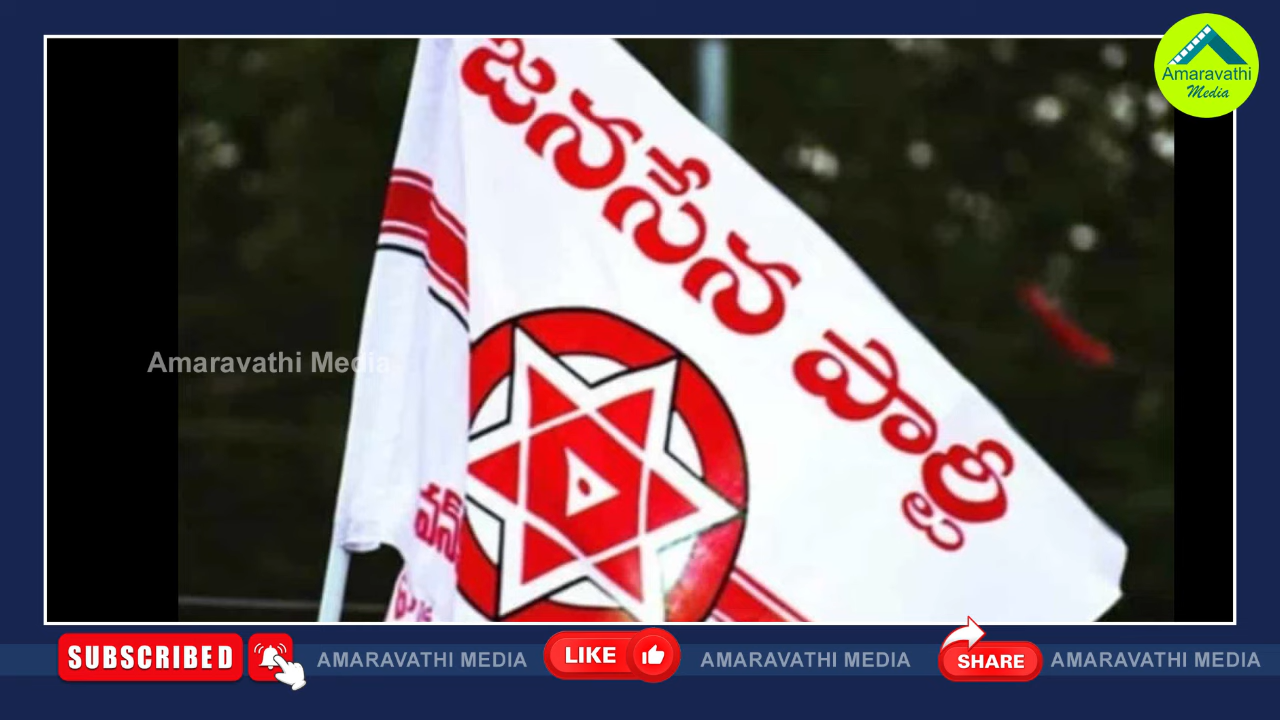 Amaravathi
Media
జనసేన పార్టీ
Amaravathi Media
SUBSCRIBED
AMARAVATHI MEDIA
LIKE
AMARAVATHI MEDIA
SHARE
AMARAVATHI MEDIA